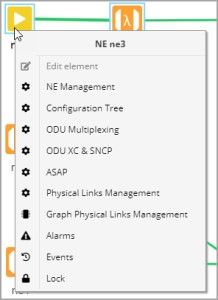 λ
NE ne3
Edit element
NE Management
Configuration Tree
ODU Multiplexing
ODU XC & SNCP
ASAP
Physical Links Management
Graph Physical Links Management
Alarms
Events
Lock